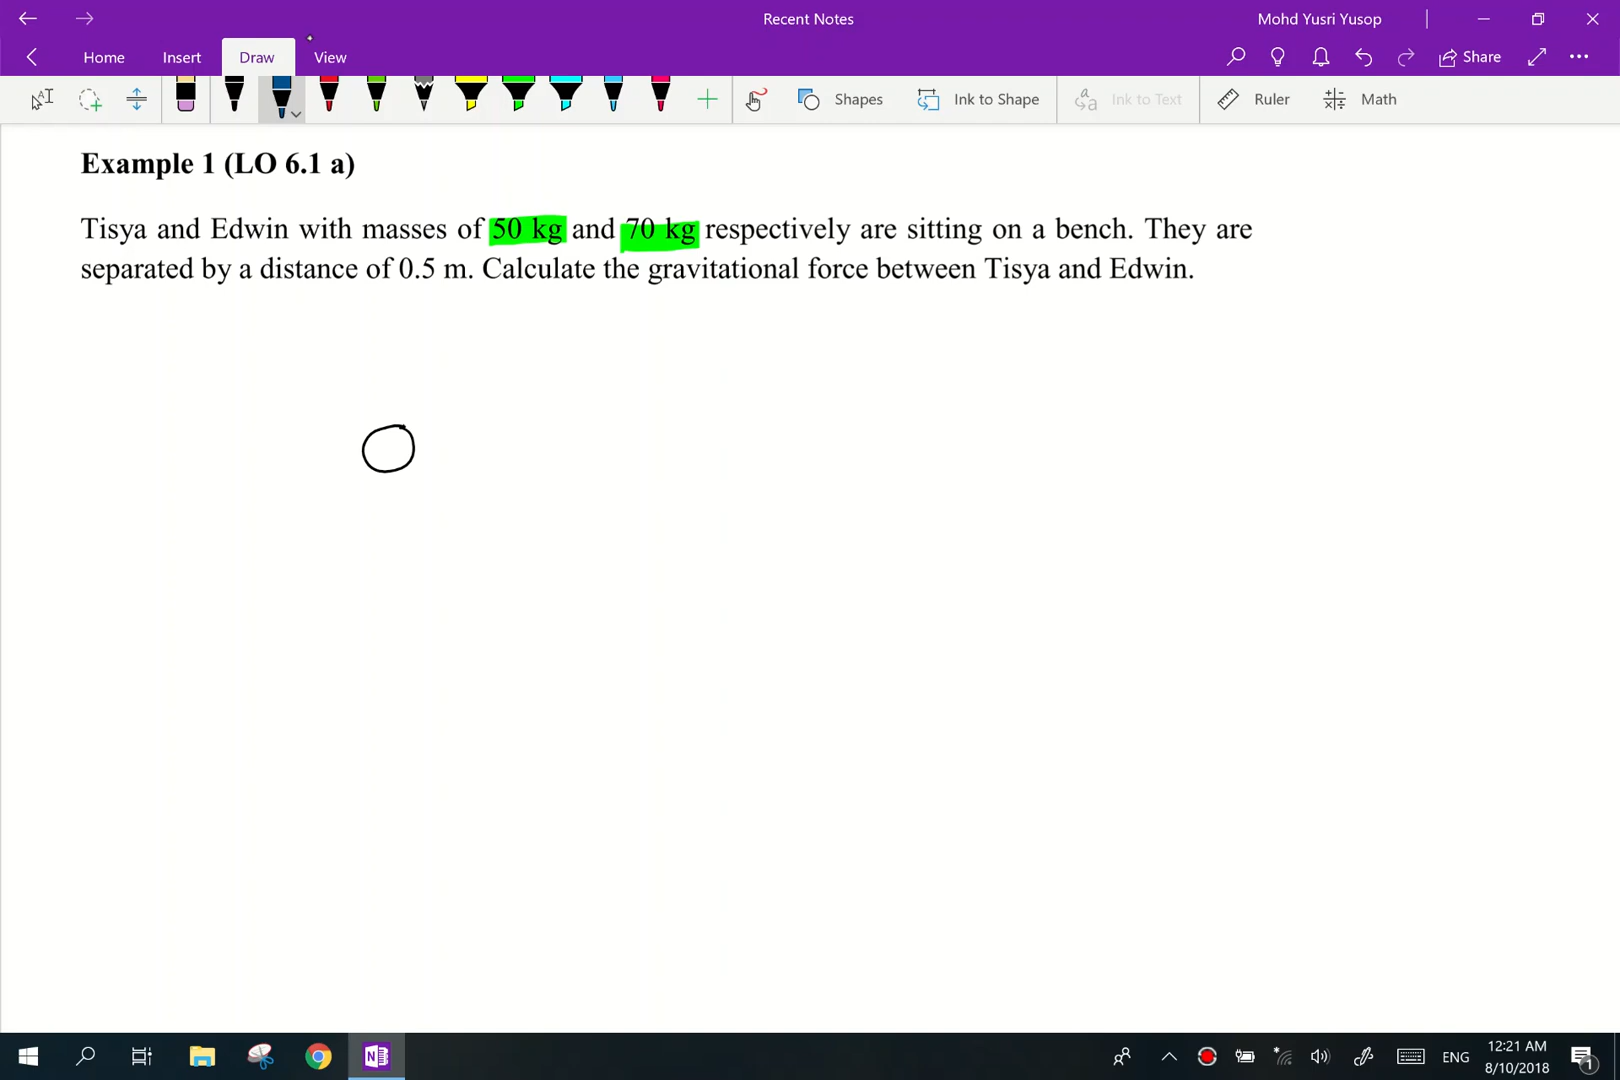 Recent Notes
Mohd Yusri Yusop
Home
Insert
Draw
View
Share
Shapes
Ink to Shape
Ink to Text
Ruler
Math
Example 1 (LO 6.1 a)
Tisya and Edwin with masses of 50 kg and 70 kg respectively are sitting on a bench. They are
separated by a distance of 0.5 m. Calculate the gravitational force between Tisya and Edwin.
ENG
12:21 AM
8/10/2018
1